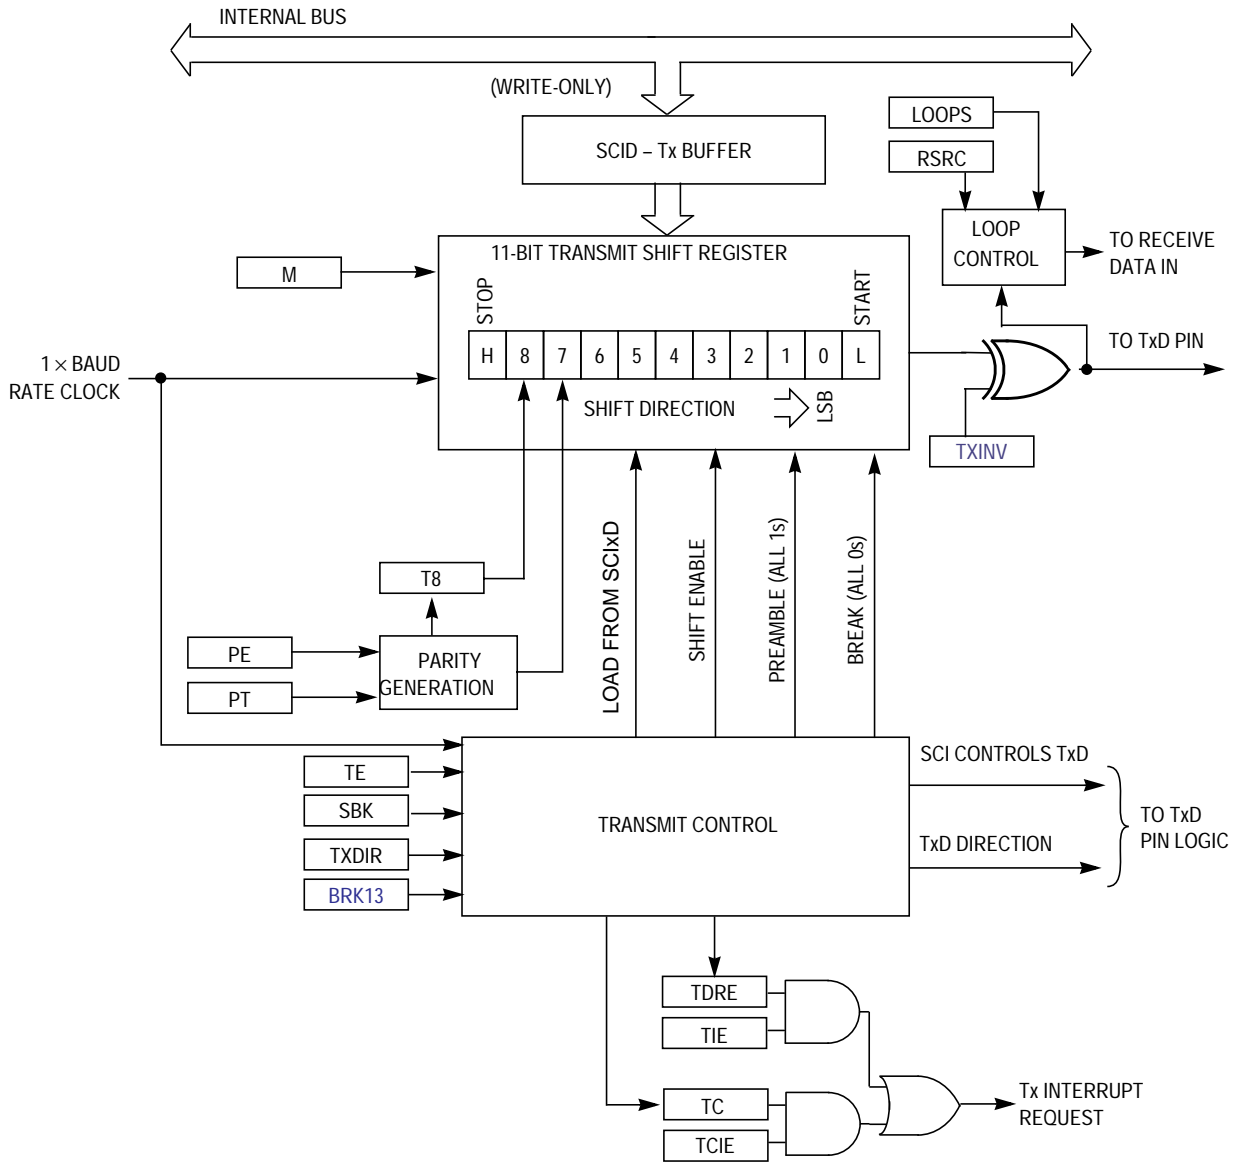 INTERNAL BUS
(WRITE-ONLY)
SCID – Tx BUFFER
LOOPS
RSRC
LOOP
CONTROL
TO RECEIVE
DATA IN
11-BIT TRANSMIT SHIFT REGISTER
M
STOP
START
H 8 7 6 5 4 3 2 1 0 L
1 × BAUD
RATE CLOCK
SHIFT DIRECTION
LSB
TO TxD PIN
TXINV
LOAD FROM SCIxD
SHIFT ENABLE
PREAMBLE (ALL 1s)
BREAK (ALL 0s)
T8
PE
PT
PARITY
GENERATION
TE
SBK
TXDIR
BRK13
TRANSMIT CONTROL
SCI CONTROLS TxD
TxD DIRECTION
TO TxD
PIN LOGIC
TDRE
TIE
TC
TCIE
Tx INTERRUPT
REQUEST